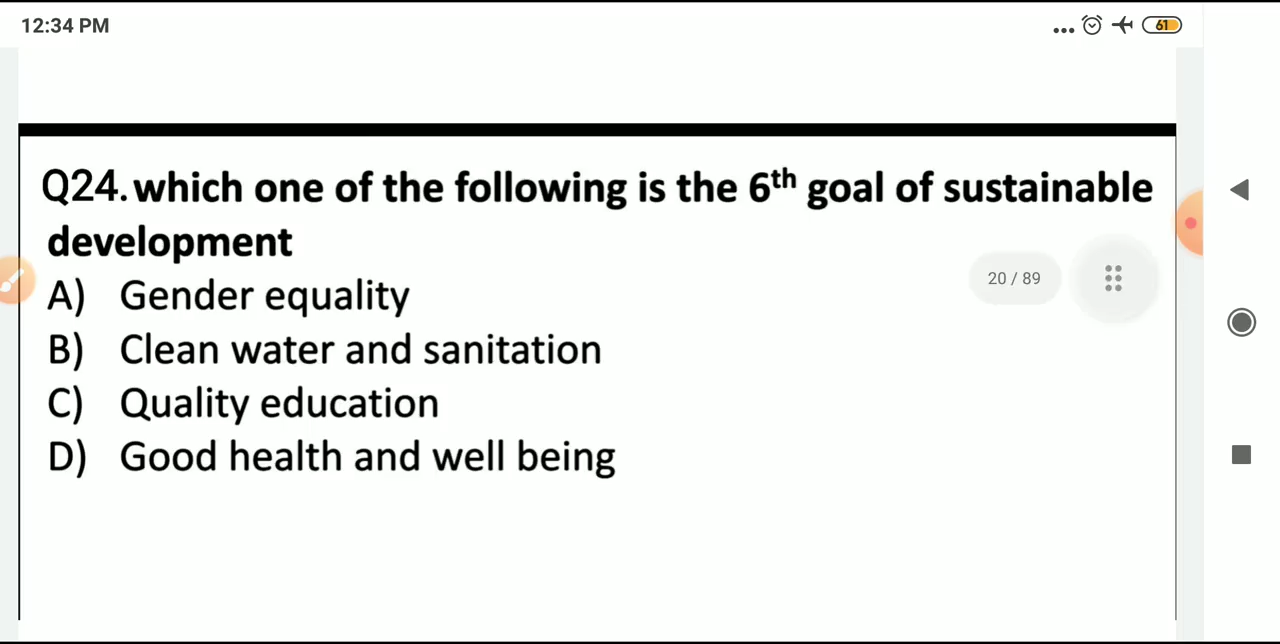 12:34 PM
61
Q24. which one of the following is the 6th goal of sustainable
development
A) Gender equality
20 / 89
B) Clean water and sanitation
C) Quality education
D) Good health and well being